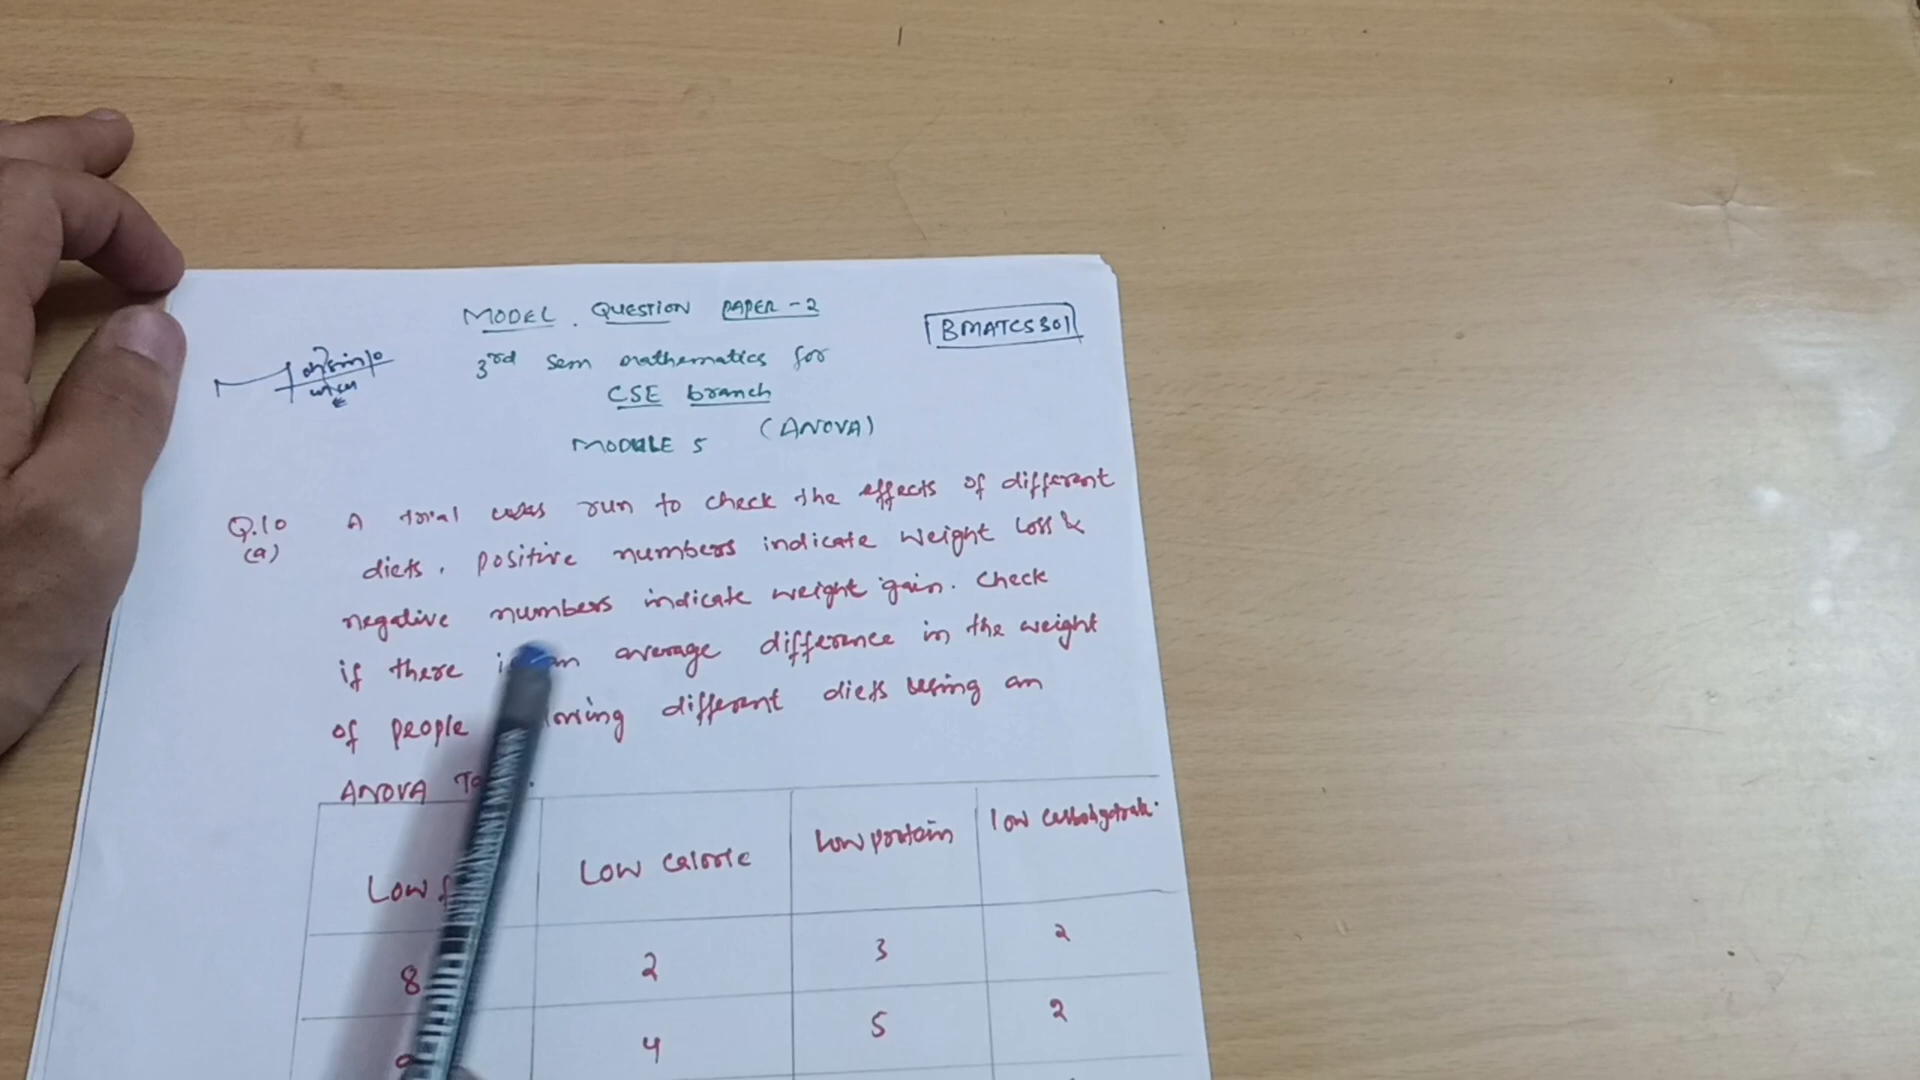 MODEL QUESTION PAPER-2
BMATCS301
3rd Sem mathematics for
CSE branch
MODULE 5 (ANOVA)
Q.10 A trial was run to check the effects of different
(a) diets. positive numbers indicate weight loss &
negative numbers indicate weight gain. Check
if there an average difference in the weight
of people different diets using an
ANOVA
Low Low calorie Low protein low carbohydrate.
8 2 3 2
4 5 2